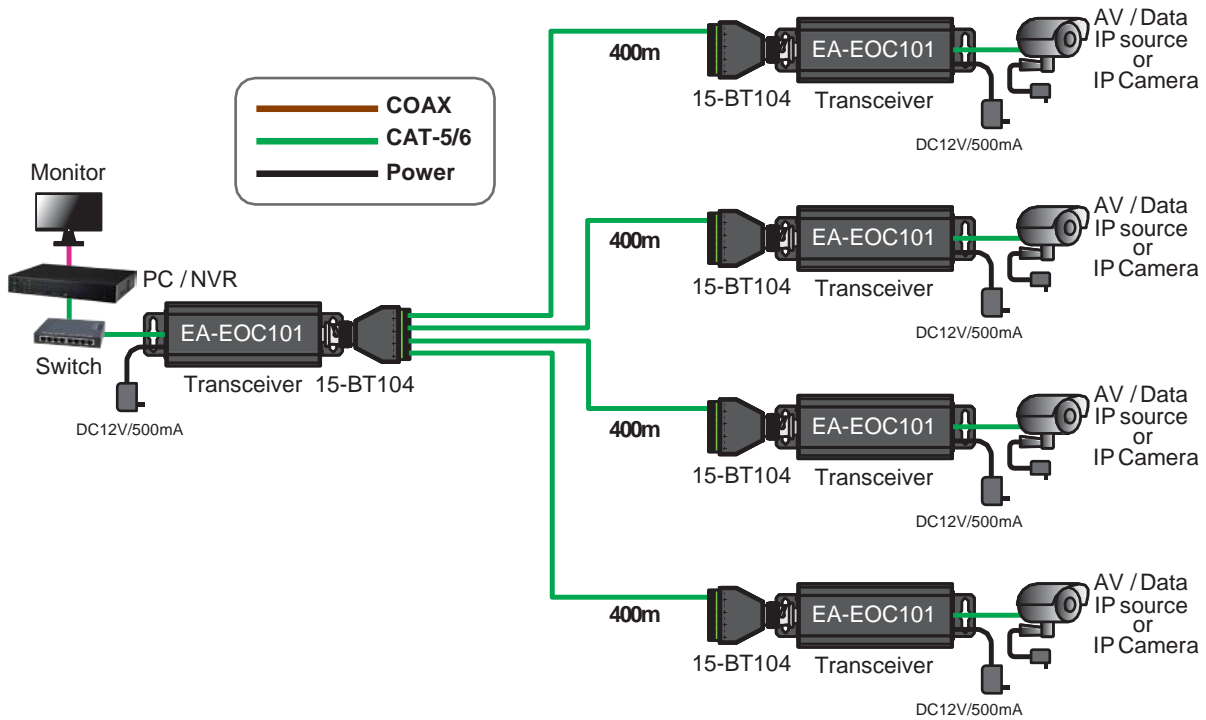 COAX
CAT-5/6
Power
Monitor
PC / NVR
Switch
EA-EOC101
Transceiver
15-BT104
DC12V/500mA
400m
15-BT104
EA-EOC101
Transceiver
DC12V/500mA
AV / Data
IP source
or
IP Camera
400m
15-BT104
EA-EOC101
Transceiver
DC12V/500mA
AV / Data
IP source
or
IP Camera
400m
15-BT104
EA-EOC101
Transceiver
DC12V/500mA
AV / Data
IP source
or
IP Camera
400m
15-BT104
EA-EOC101
Transceiver
DC12V/500mA
AV / Data
IP source
or
IP Camera